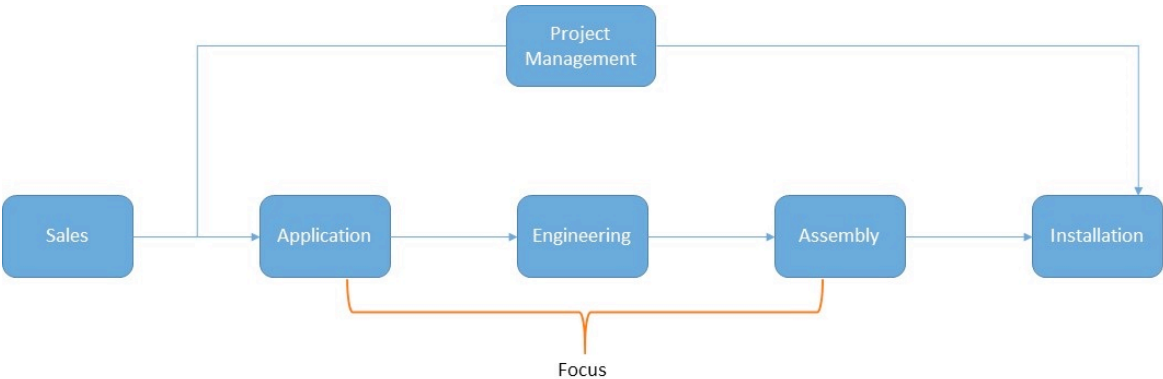 Project
Management
Sales
Application
Engineering
Assembly
Installation
Focus